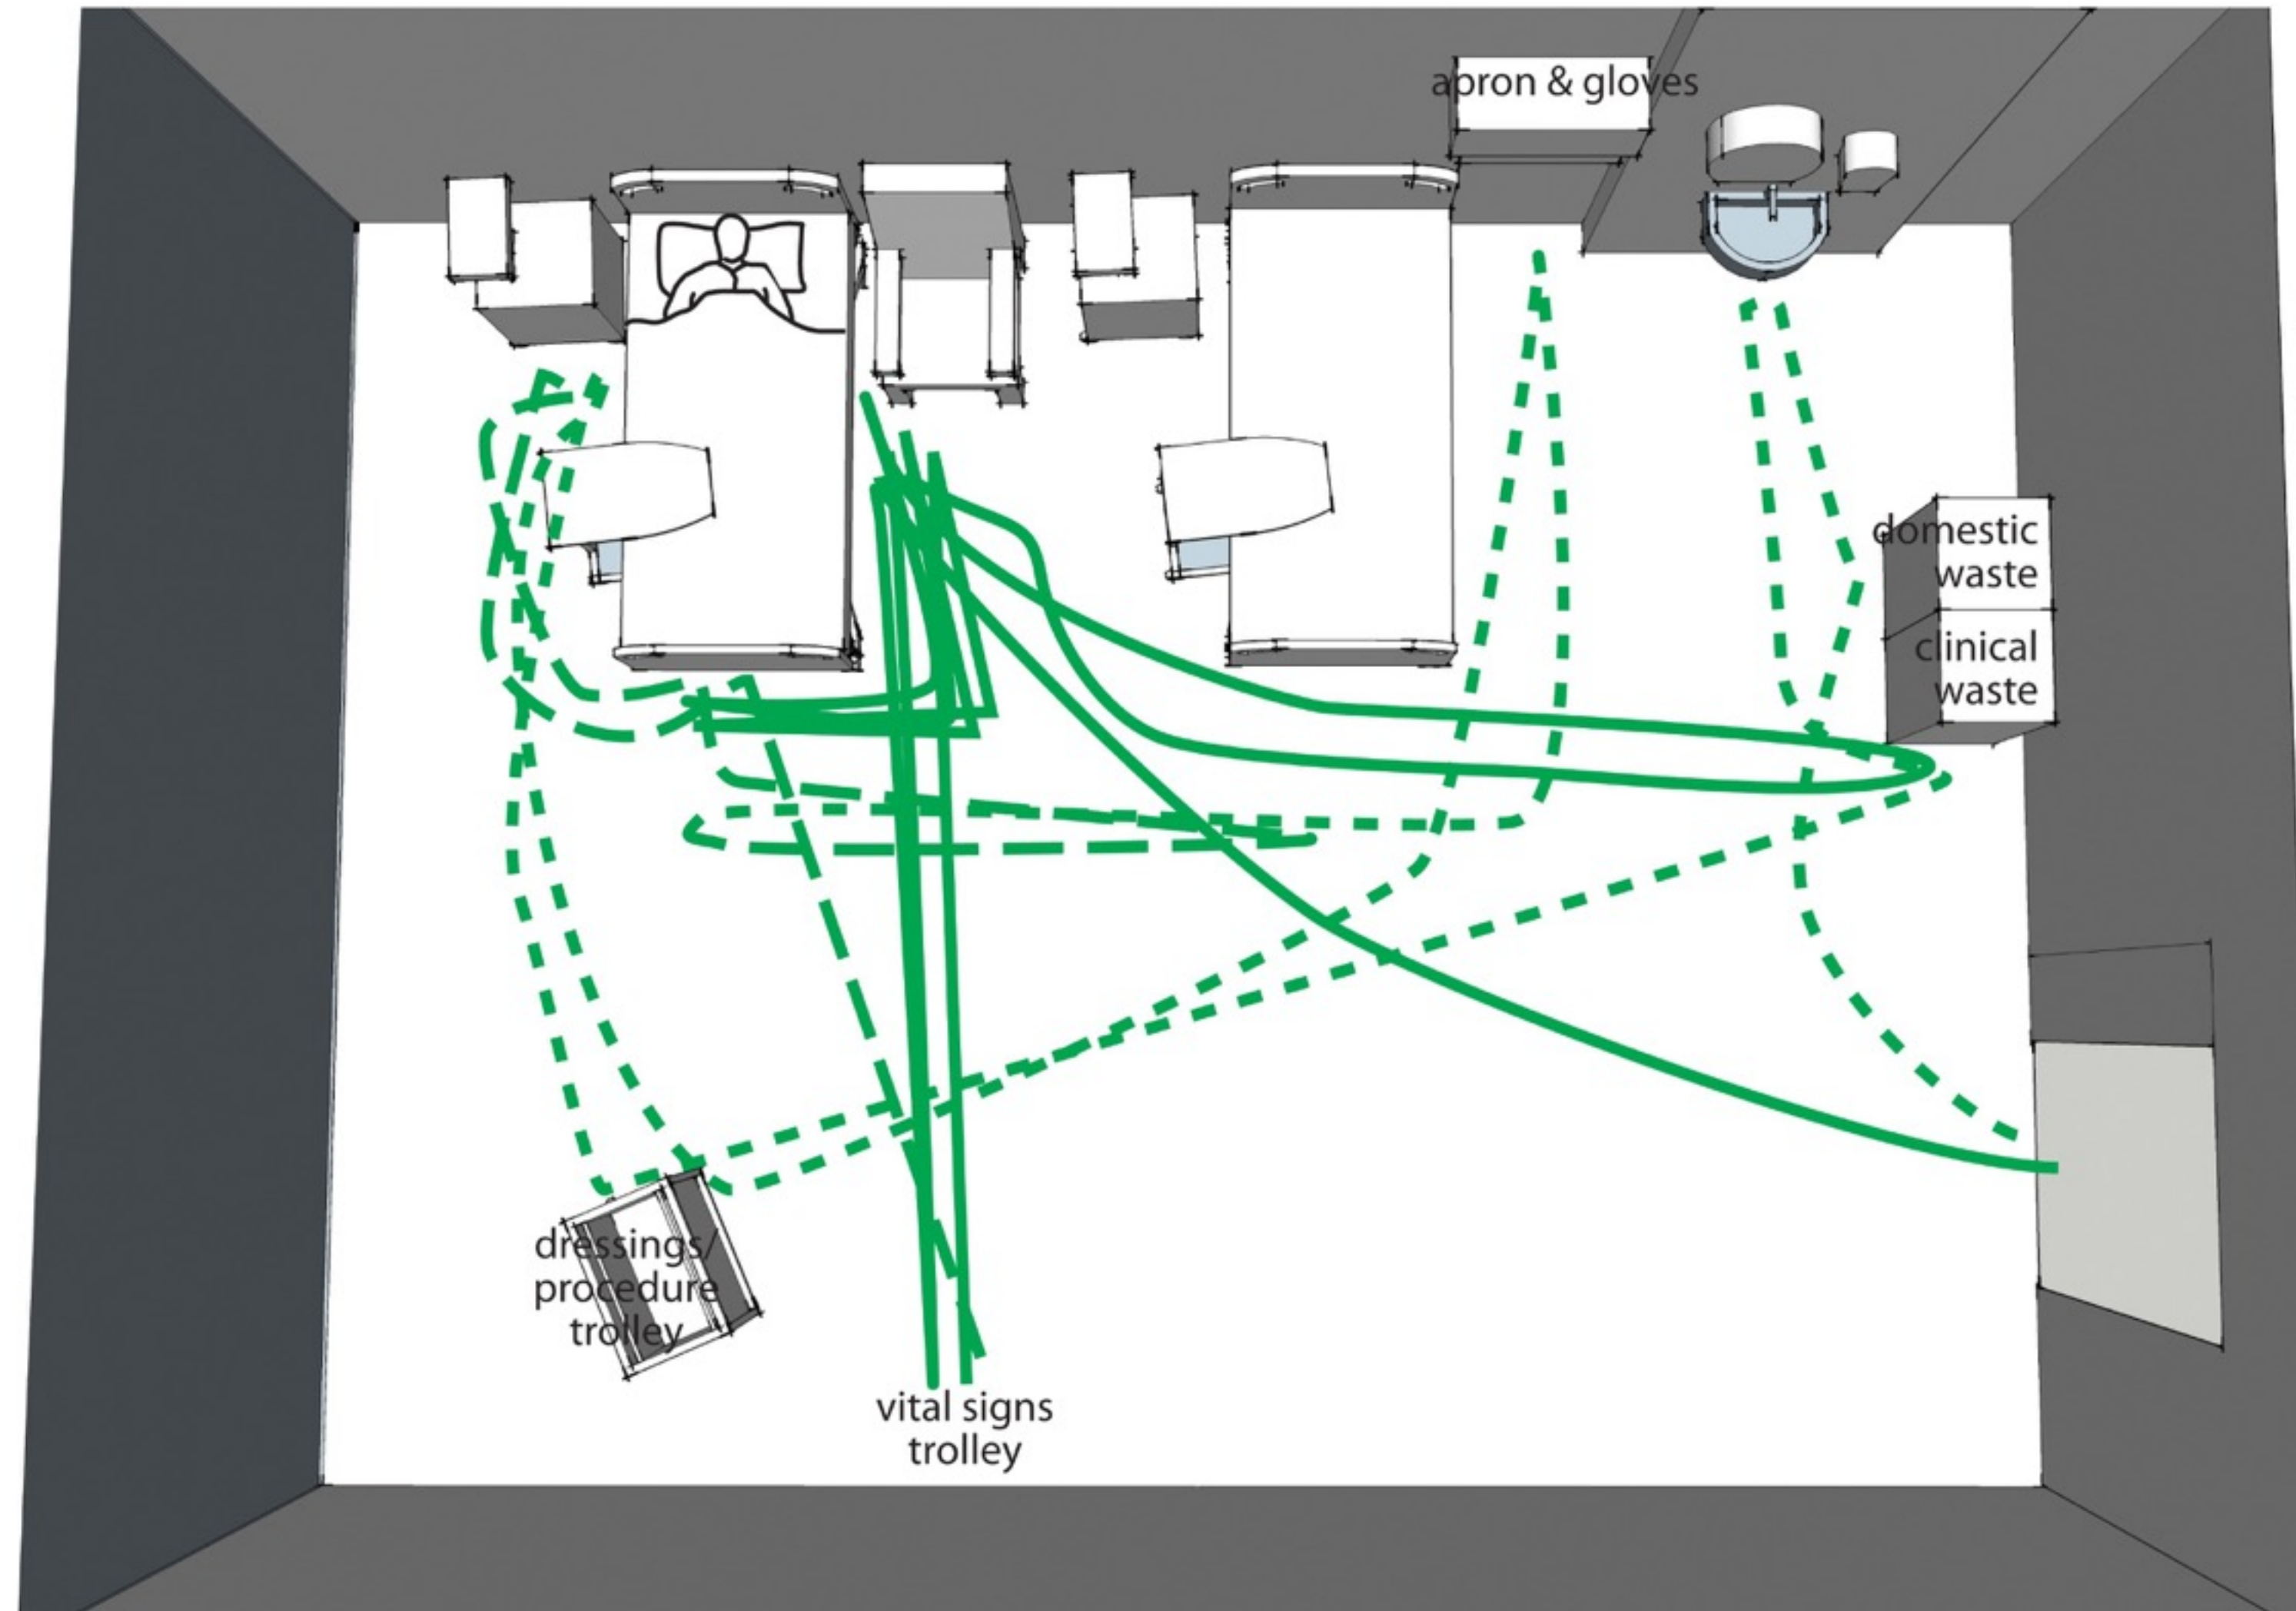 apron & gloves
domestic
waste
clinical
waste
dressings/
procedure
trolley
vital signs
trolley